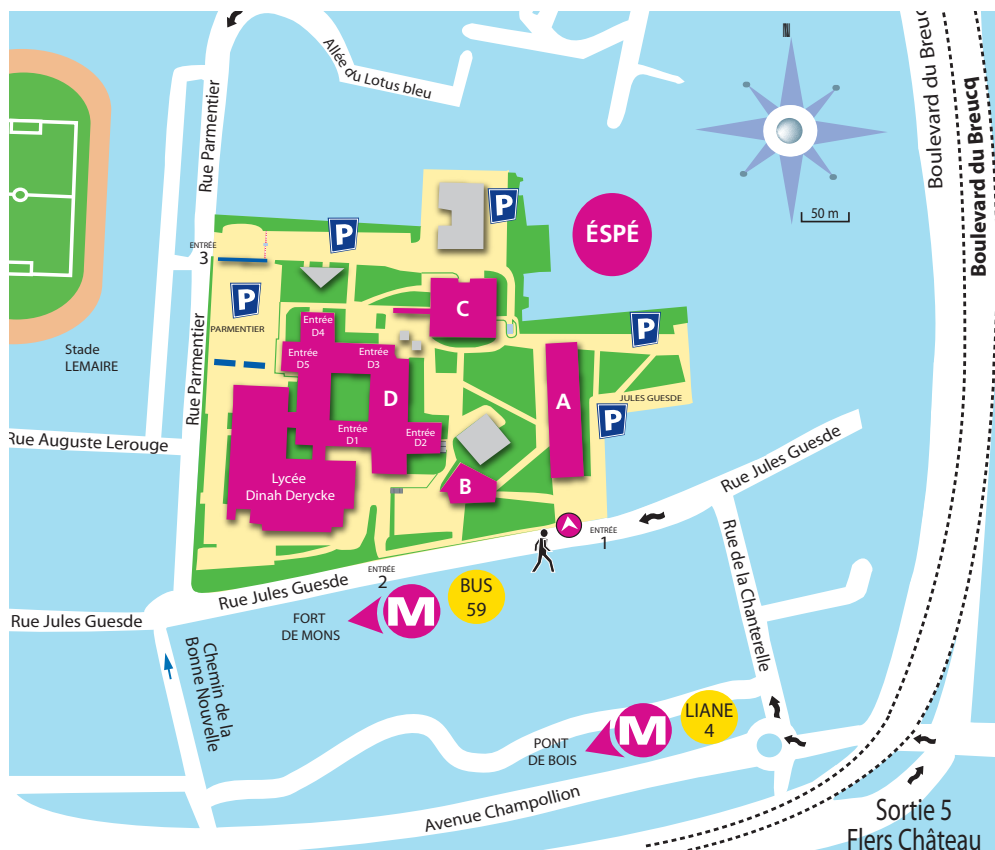 Allée du Lotus bleu
Rue Parmentier
Boulevard du Breucq
Boulevard du Breucq
N
50 m
ÉSPÉ
P
P
ENTRÉE
3
P
PARMENTIER
C
P
JULES GUESDE
P
Stade
LEMAIRE
Rue Parmentier
Entrée
D4
Entrée
D5
Entrée
D3
D
A
Entrée
D1
Entrée
D2
B
Lycée
Dinah Derycke
Rue Auguste Lerouge
Rue Jules Guesde
ENTRÉE
1
ENTRÉE
2
Rue Jules Guesde
Rue Jules Guesde
M
BUS
59
FORT
DE MONS
Rue de la Chanterelle
Chemin de la
Bonne Nouvelle
M
LIANE
4
PONT
DE BOIS
Avenue Champollion
Sortie 5
Flers Château